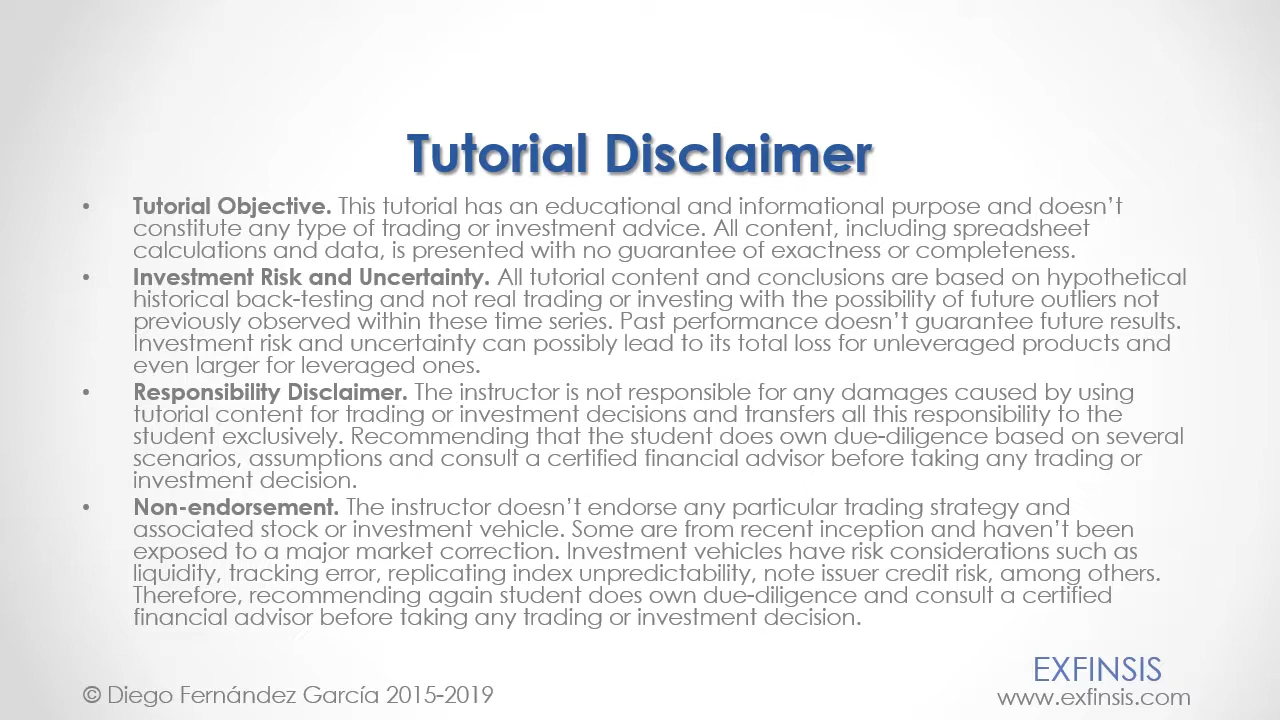 Tutorial Disclaimer
• Tutorial Objective. This tutorial has an educational and informational purpose and doesn’t
constitute any type of trading or investment advice. All content, including spreadsheet
calculations and data, is presented with no guarantee of exactness or completeness.
• Investment Risk and Uncertainty. All tutorial content and conclusions are based on hypothetical
historical back-testing and not real trading or investing with the possibility of future outliers not
previously observed within these time series. Past performance doesn’t guarantee future results.
Investment risk and uncertainty can possibly lead to its total loss for unleveraged products and
even larger for leveraged ones.
• Responsibility Disclaimer. The instructor is not responsible for any damages caused by using
tutorial content for trading or investment decisions and transfers all this responsibility to the
student exclusively. Recommending that the student does own due-diligence based on several
scenarios, assumptions and consult a certified financial advisor before taking any trading or
investment decision.
• Non-endorsement. The instructor doesn’t endorse any particular trading strategy and
associated stock or investment vehicle. Some are from recent inception and haven’t been
exposed to a major market correction. Investment vehicles have risk considerations such as
liquidity, tracking error, replicating index unpredictability, note issuer credit risk, among others.
Therefore, recommending again student does own due-diligence and consult a certified
financial advisor before taking any trading or investment decision.
EXFINSIS
© Diego Fernández García 2015-2019
www.exfinsis.com